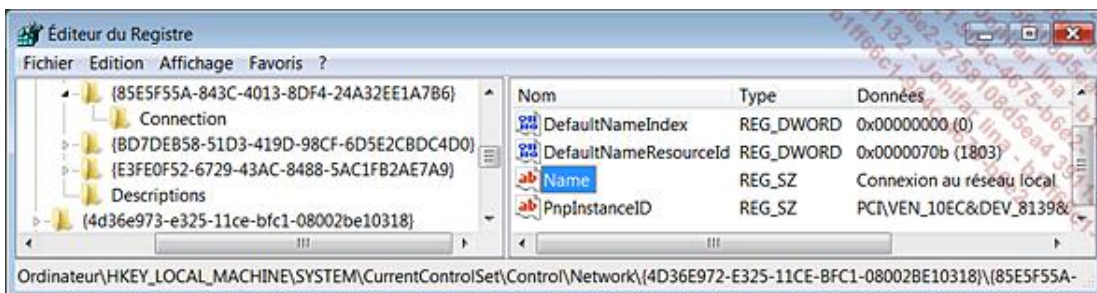 Éditeur du Registre
Fichier Edition Affichage Favoris ?
{85E5F55A-843C-4013-8DF4-24A32EE1A7B6}
Connection
{BD7DEB58-51D3-419D-98CF-6D5E2CBDC4D0}
{E3FE0F52-6729-43AC-8488-5AC1FB2AE7A9}
Descriptions
{4d36e973-e325-11ce-bfc1-08002be10318}
Nom Type Données
DefaultNameIndex REG_DWORD 0x00000000 (0)
DefaultNameResourceId REG_DWORD 0x0000070b (1803)
Name REG_SZ Connexion au réseau local
PnpInstanceID REG_SZ PCI\VEN_10EC&DEV_8139&
Ordinateur\HKEY_LOCAL_MACHINE\SYSTEM\CurrentControlSet\Control\Network\{4D36E972-E325-11CE-BFC1-08002BE10318}\{85E5F55A-